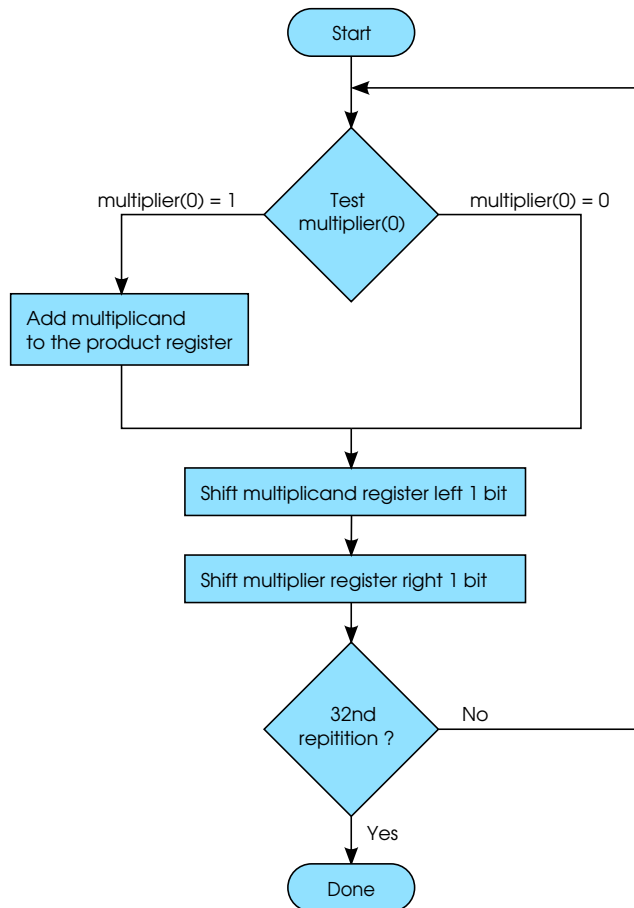 Start
Test
multiplier(0)
multiplier(0) = 1
multiplier(0) = 0
Add multiplicand
to the product register
Shift multiplicand register left 1 bit
Shift multiplier register right 1 bit
32nd
repitition ?
No
Yes
Done